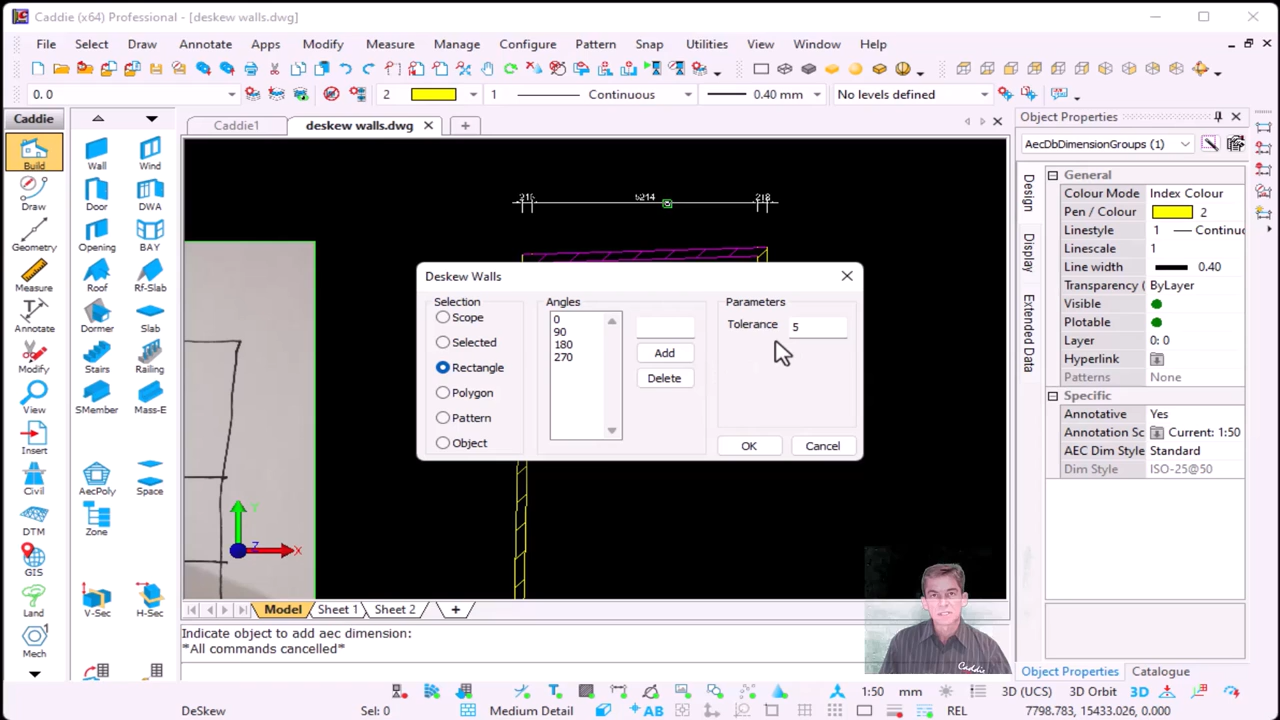 Caddie (x64) Professional - [deskew walls.dwg]
File Select Draw Annotate Apps Modify Measure Manage Configure Pattern Snap Utilities View Window Help
0. 0 2 1 Continuous 0.40 mm No levels defined
Caddie
Caddie1 deskew walls.dwg
Build
Draw
Geometry
Measure
Annotate
Modify
View
Insert
Civil
DTM
GIS
Land
Mech
Wall Wind
Door DWA
Opening BAY
Roof Rf-Slab
Dormer Slab
Stairs Railing
SMember Mass-E
AecPoly Space
Zone
V-Sec H-Sec
218
Y
X
Z
Deskew Walls
Selection
Scope
Selected
Rectangle
Polygon
Pattern
Object
Angles
0
90
180
270
Add
Delete
Parameters
Tolerance 5
OK Cancel
Model Sheet 1 Sheet 2
Indicate object to add aec dimension:
*All commands cancelled*
Caddie
Object Properties
AecDbDimensionGroups (1)
Design
Display
Extended Data
General
Colour Mode Index Colour
Pen / Colour 2
Linestyle 1 Continuc
Linescale 1
Line width 0.40
Transparency ( ByLayer
Visible
Plotable
Layer 0: 0
Hyperlink
Patterns None
Specific
Annotative Yes
Annotation Sc Current: 1:50
AEC Dim Style Standard
Dim Style ISO-25@50
Object Properties Catalogue
1:50 mm 3D (UCS) 3D Orbit 3D
DeSkew Sel: 0 Medium Detail AB REL 7798.783, 15433.026, 0.000